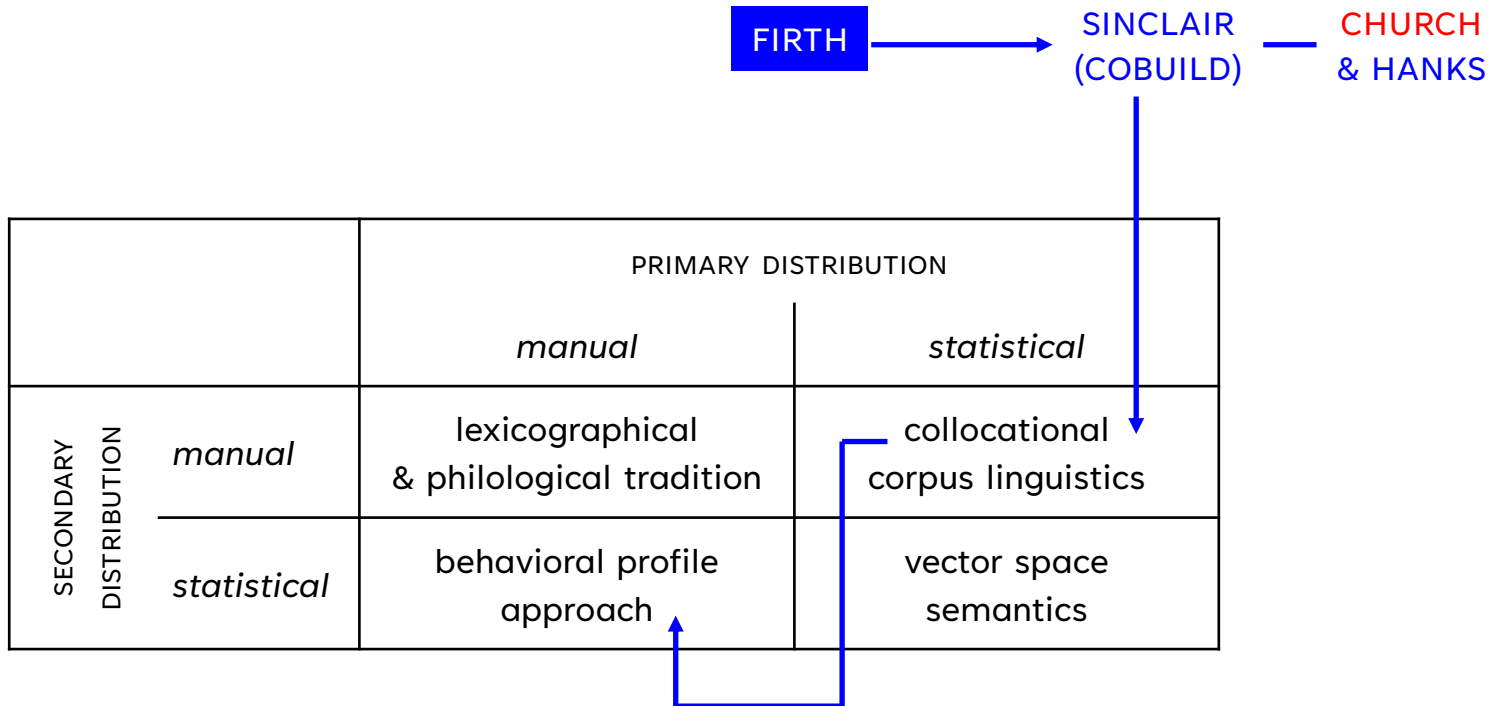 FIRTH
SINCLAIR
(COBUILD)
CHURCH
& HANKS
PRIMARY DISTRIBUTION
manual
statistical
SECONDARY
DISTRIBUTION
manual
lexicographical
& philological tradition
collocational
corpus linguistics
statistical
behavioral profile
approach
vector space
semantics